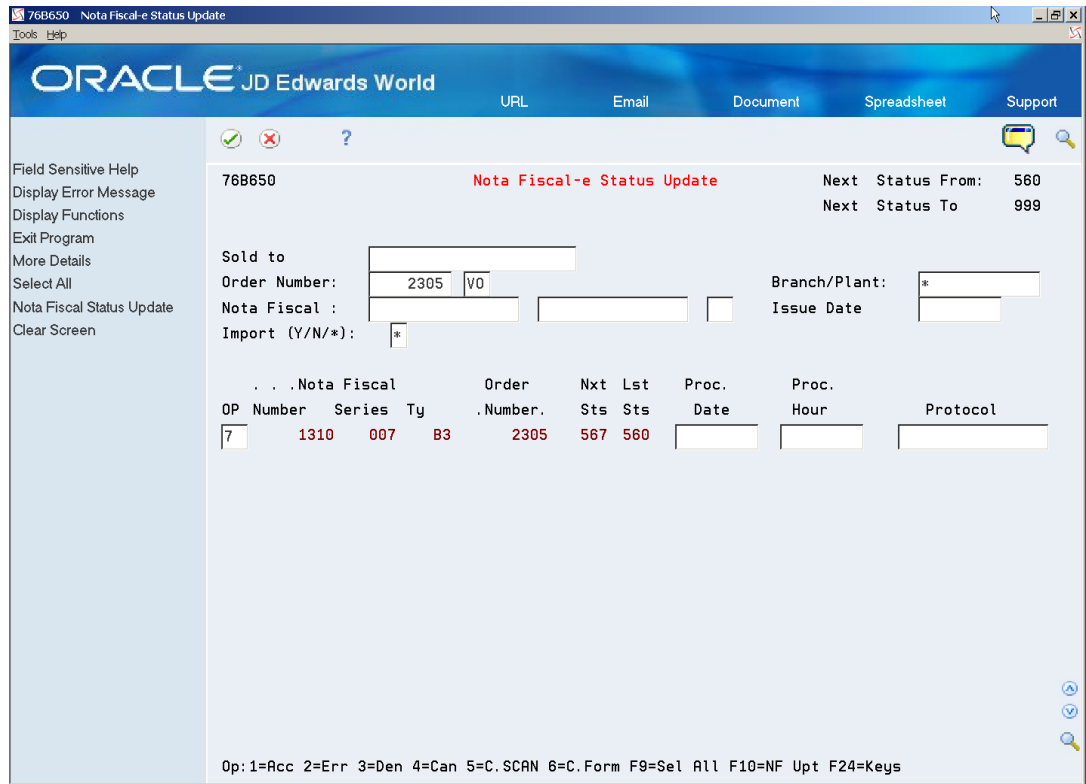 76B650 Nota Fiscal-e Status Update
Tools Help
ORACLE JD Edwards World
URL Email Document Spreadsheet Support
?
Field Sensitive Help
Display Error Message
Display Functions
Exit Program
More Details
Select All
Nota Fiscal Status Update
Clear Screen
76B650 Nota Fiscal-e Status Update Next Status From: 560
Next Status To 999
Sold to
Order Number: 2305 VO Branch/Plant: *
Nota Fiscal : Issue Date
Import (Y/N/*): *
. . .Nota Fiscal Order Nxt Lst Proc. Proc.
OP Number Series Ty .Number. Sts Sts Date Hour Protocol
7 1310 007 B3 2305 567 560
Op:1=Acc 2=Err 3=Den 4=Can 5=C.SCAN 6=C.Form F9=Sel All F10=NF Upt F24=Keys